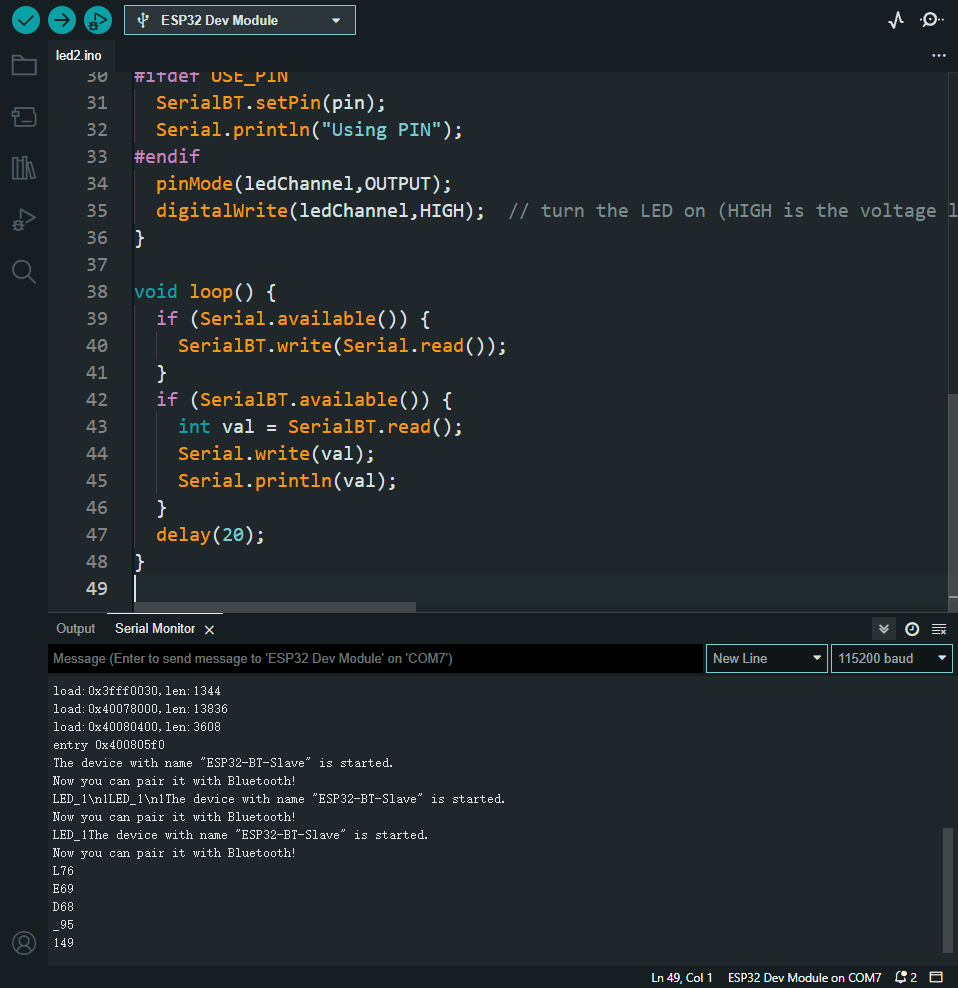 ESP32 Dev Module
led2.ino
30 #ifdef USE_PIN
31   SerialBT.setPin(pin);
32   Serial.println("Using PIN");
33 #endif
34   pinMode(ledChannel,OUTPUT);
35   digitalWrite(ledChannel,HIGH);  // turn the LED on (HIGH is the voltage l
36 }
37
38 void loop() {
39   if (Serial.available()) {
40     SerialBT.write(Serial.read());
41   }
42   if (SerialBT.available()) {
43     int val = SerialBT.read();
44     Serial.write(val);
45     Serial.println(val);
46   }
47   delay(20);
48 }
49
Output Serial Monitor
Message (Enter to send message to 'ESP32 Dev Module' on 'COM7') New Line 115200 baud
load:0x3fff0030,len:1344
load:0x40078000,len:13836
load:0x40080400,len:3608
entry 0x400805f0
The device with name "ESP32-BT-Slave" is started.
Now you can pair it with Bluetooth!
LED_1\n1LED_1\n1The device with name "ESP32-BT-Slave" is started.
Now you can pair it with Bluetooth!
LED_1The device with name "ESP32-BT-Slave" is started.
Now you can pair it with Bluetooth!
L76
E69
D68
_95
149
Ln 49, Col 1 ESP32 Dev Module on COM7 2